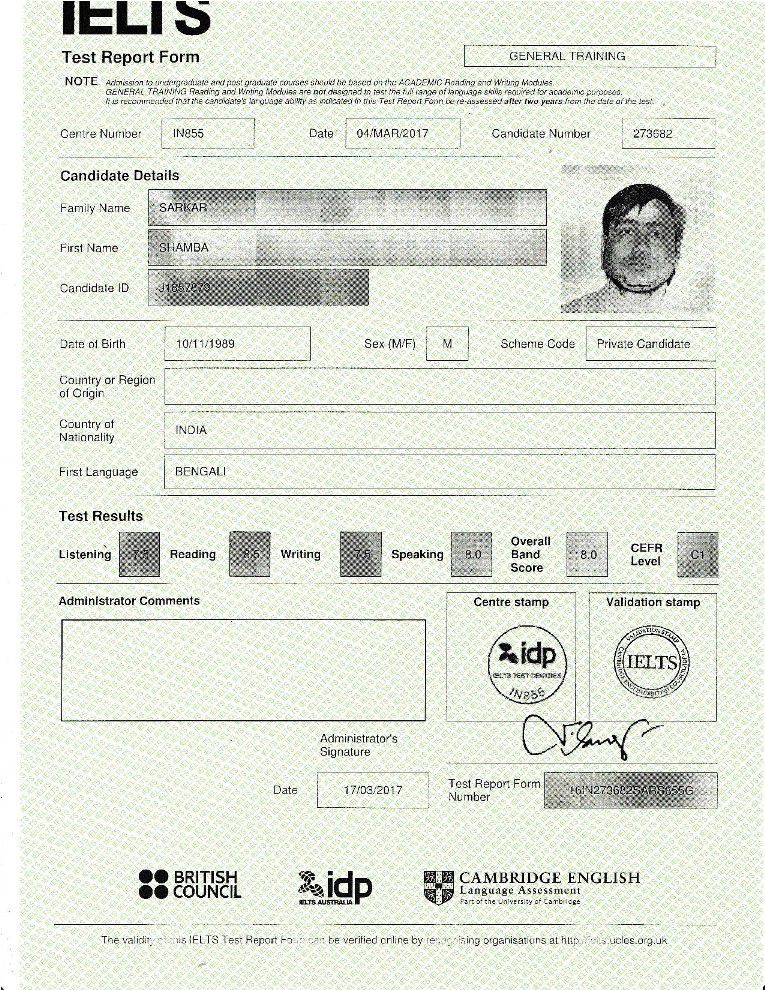 IELTS
Test Report Form
GENERAL TRAINING
NOTE Admission to undergraduate and post graduate courses should be based on the ACADEMIC Reading and Writing Modules.
GENERAL TRAINING Reading and Writing Modules are not designed to test the full range of language skills required for academic purposes.
It is recommended that the candidate's language ability as indicated in this Test Report Form be re-assessed after two years from the date of the test.
Centre Number IN855 Date 04/MAR/2017 Candidate Number 273682
Candidate Details
Family Name SARKAR
First Name SHAMBA
Candidate ID
Date of Birth 10/11/1989 Sex (M/F) M Scheme Code Private Candidate
Country or Region
of Origin
Country of
Nationality
INDIA
First Language BENGALI
Test Results
Listening 7.5 Reading 8.5 Writing 7.5 Speaking 8.0 Overall Band Score 8.0 CEFR Level C1
Administrator Comments
Centre stamp
Validation stamp
idp
IELTS TEST CENTRES
IN855
VALIDATION STAMP
IELTS
Administrator's
Signature
Date 17/03/2017
Test Report Form
Number
BRITISH
COUNCIL
idp
IELTS AUSTRALIA
CAMBRIDGE ENGLISH
Language Assessment
Part of the University of Cambridge
The validity of this IELTS Test Report Form can be verified online by recognising organisations at http://ielts.ucles.org.uk